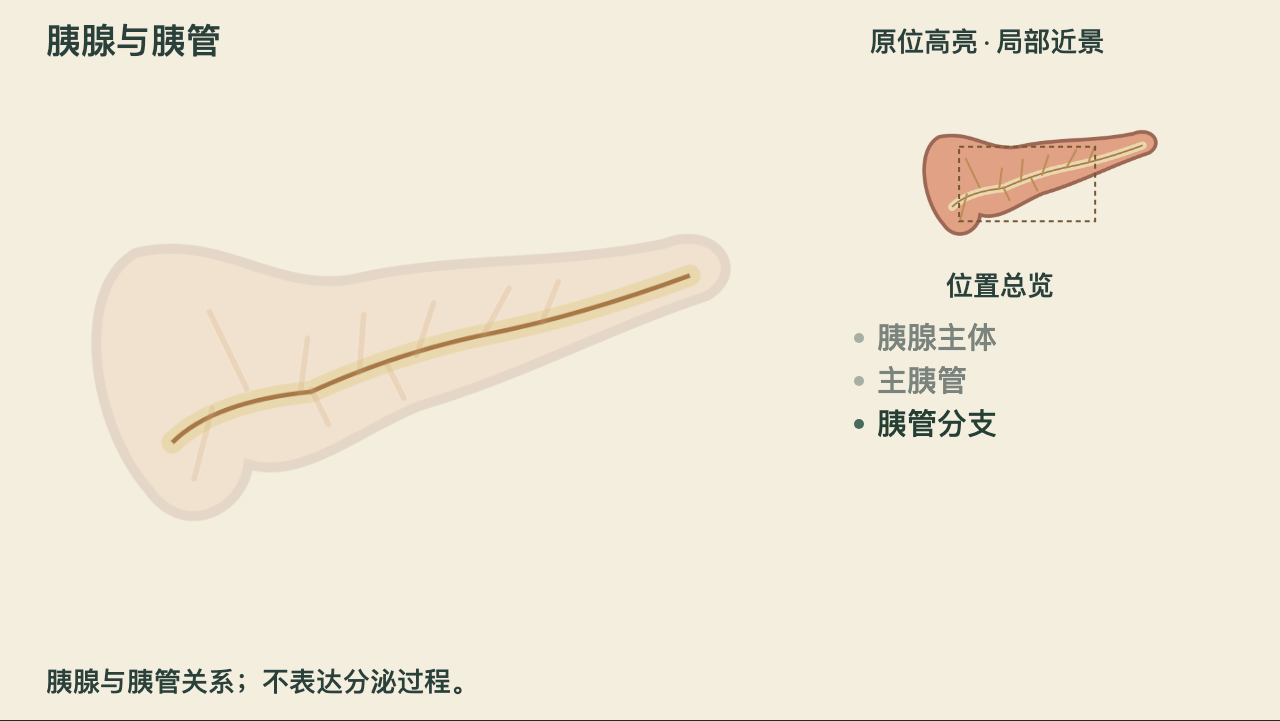 胰腺与胰管
原位高亮 · 局部近景
位置总览
胰腺主体
主胰管
胰管分支
胰腺与胰管关系；不表达分泌过程。